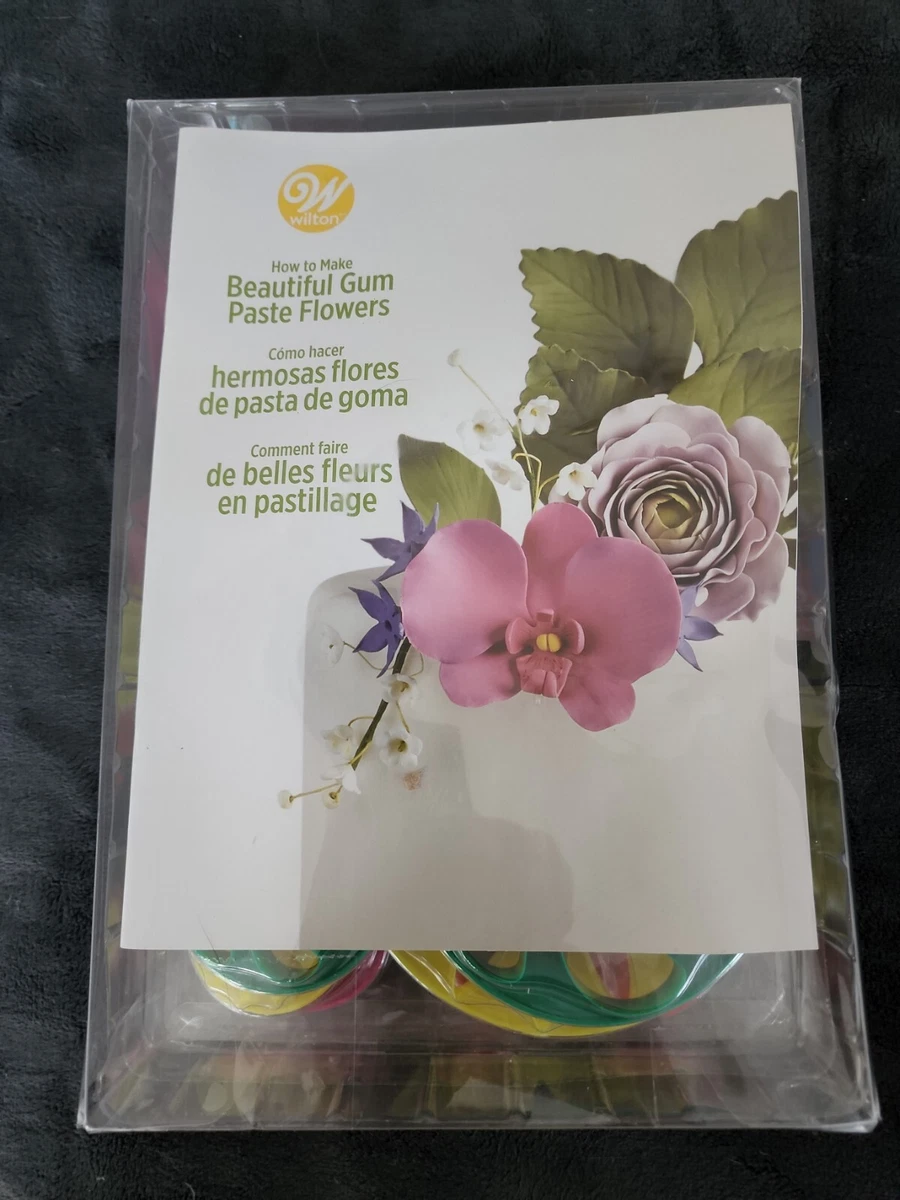 wilton
How to Make
Beautiful Gum
Paste Flowers
Cómo hacer
hermosas flores
de pasta de goma
Comment faire
de belles fleurs
en pastillage